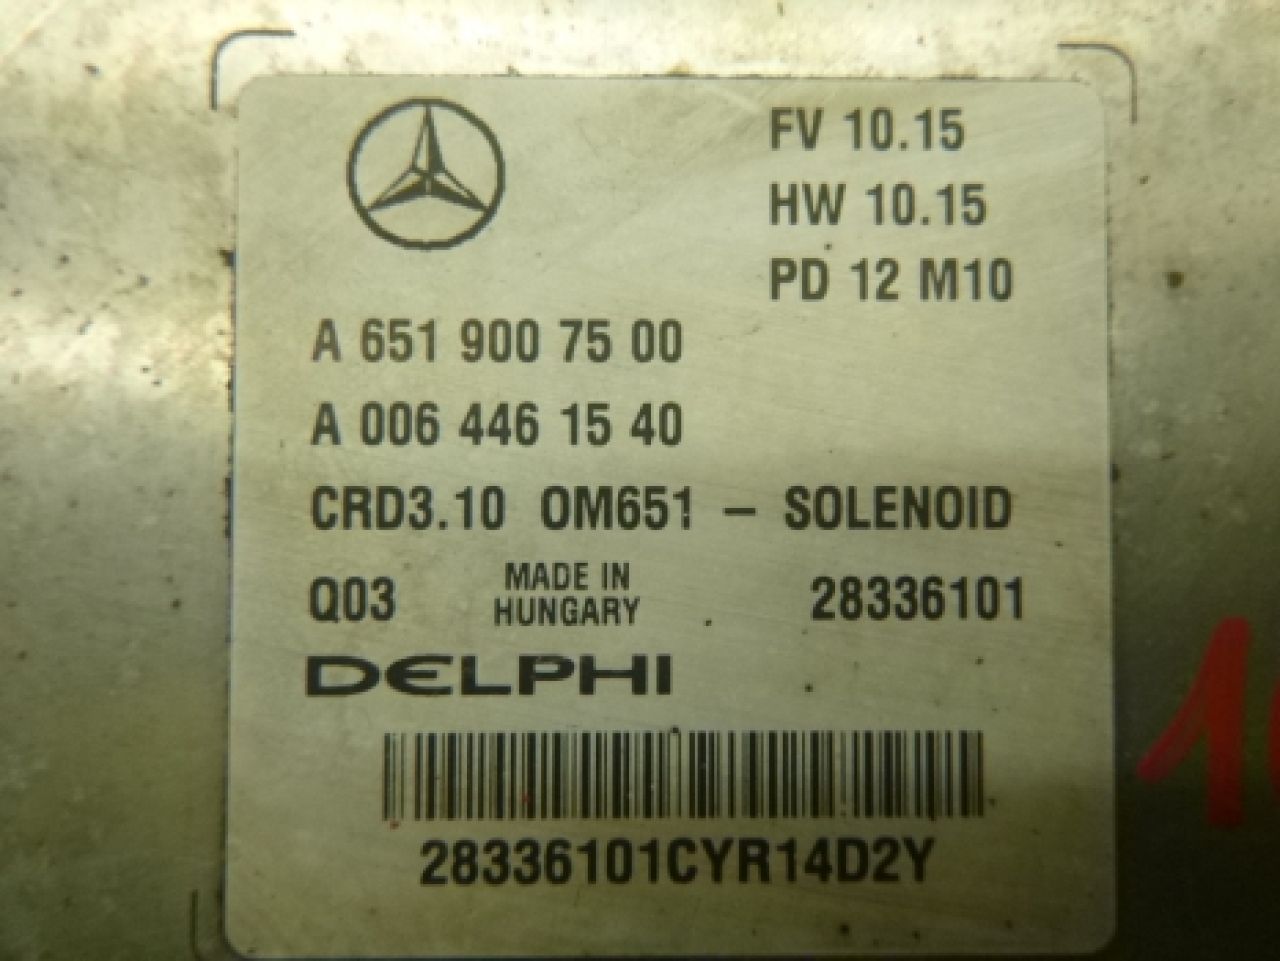 FV 10.15
HW 10.15
PD 12 M10
A 651 900 75 00
A 006 446 15 40
CRD3.10 OM651 – SOLENOID
Q03
MADE IN
HUNGARY
28336101
DELPHI
28336101CYR14D2Y